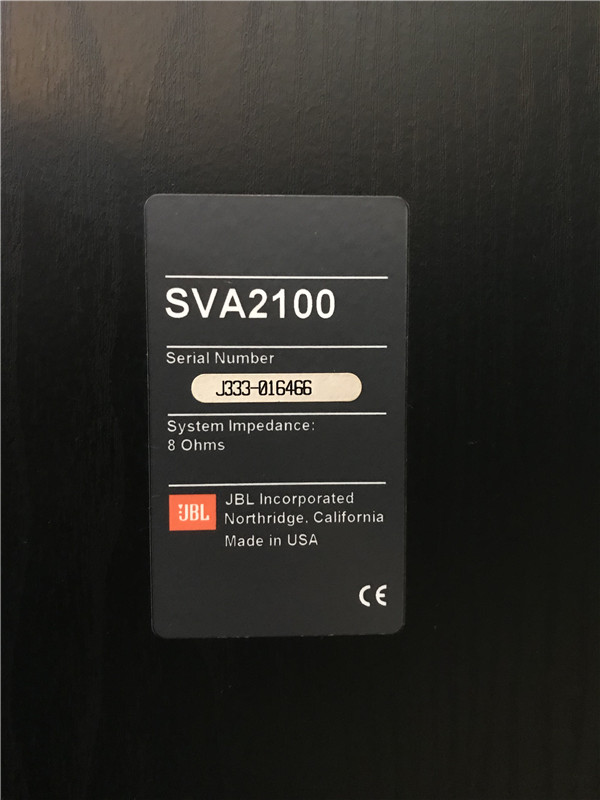 SVA2100
Serial Number
J333-016466
System Impedance:
8 Ohms
JBL
JBL Incorporated
Northridge, California
Made in USA
CE